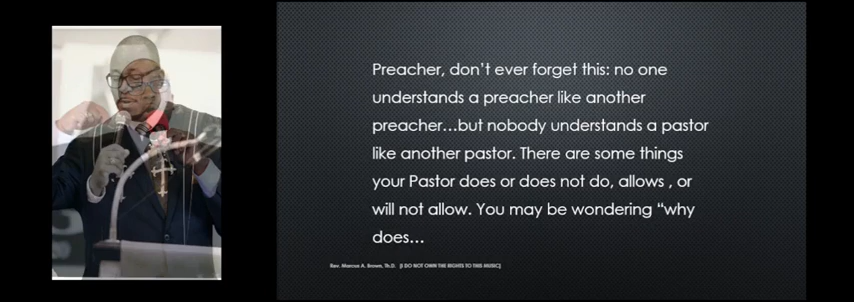 Preacher, don't ever forget this: no one
understands a preacher like another
preacher...but nobody understands a pastor
like another pastor. There are some things
your Pastor does or does not do, allows , or
will not allow. You may be wondering “why
does...
Rev. Marcus A. Brown, Th.D. [I DO NOT OWN THE RIGHTS TO THIS MUSIC]